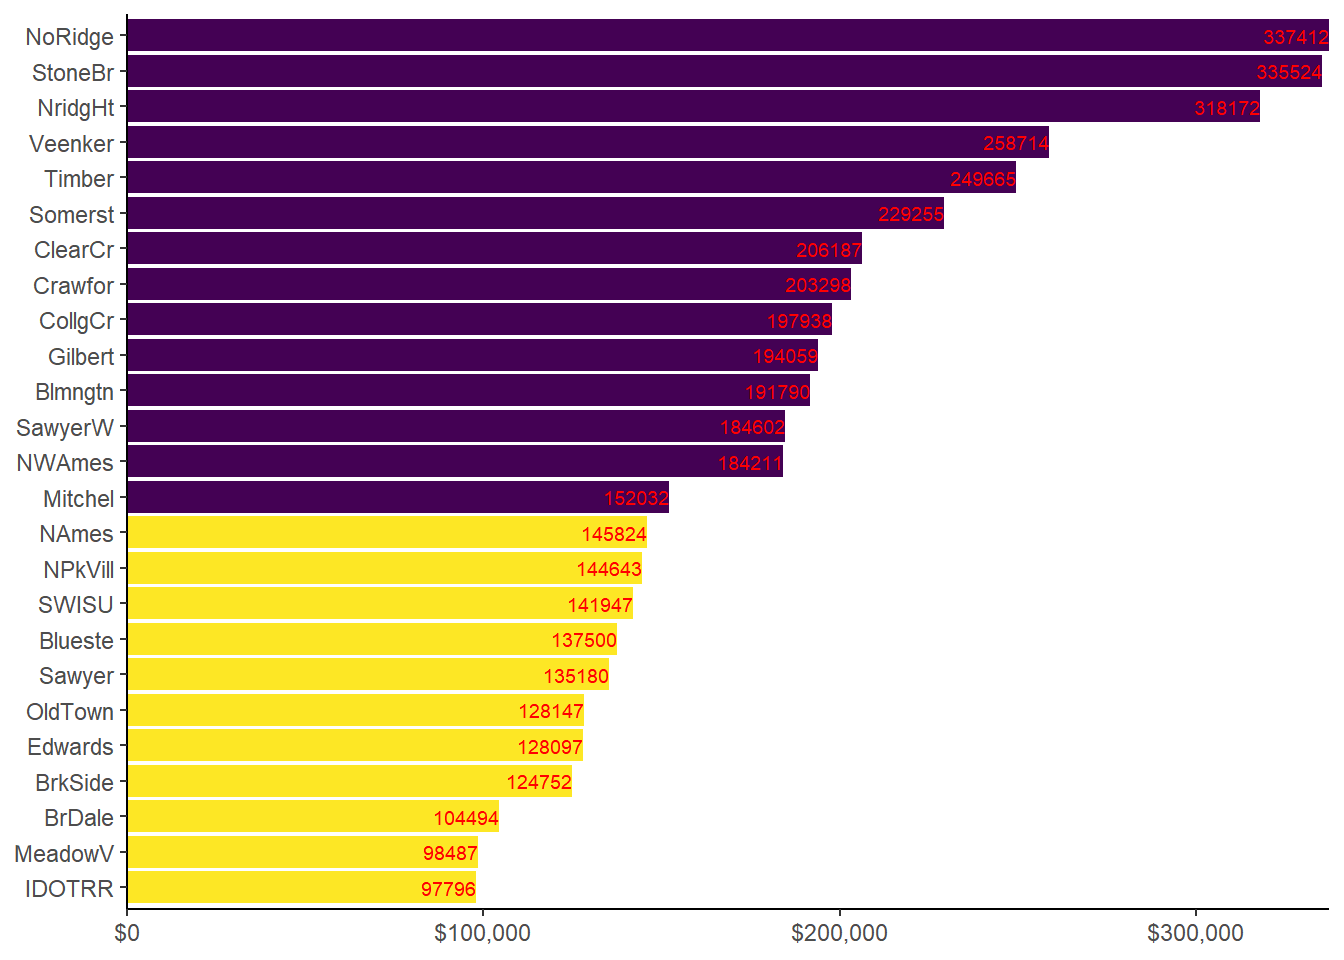 NoRidge 337412
StoneBr 335524
NridgHt 318172
Veenker 258714
Timber 249665
Somerst 229255
ClearCr 206187
Crawfor 203298
CollgCr 197938
Gilbert 194059
Blmngtn 191790
SawyerW 184602
NWAmes 184211
Mitchel 152032
NAmes 145824
NPkVill 144643
SWISU 141947
Blueste 137500
Sawyer 135180
OldTown 128147
Edwards 128097
BrkSide 124752
BrDale 104494
MeadowV 98487
IDOTRR 97796
$0 $100,000 $200,000 $300,000